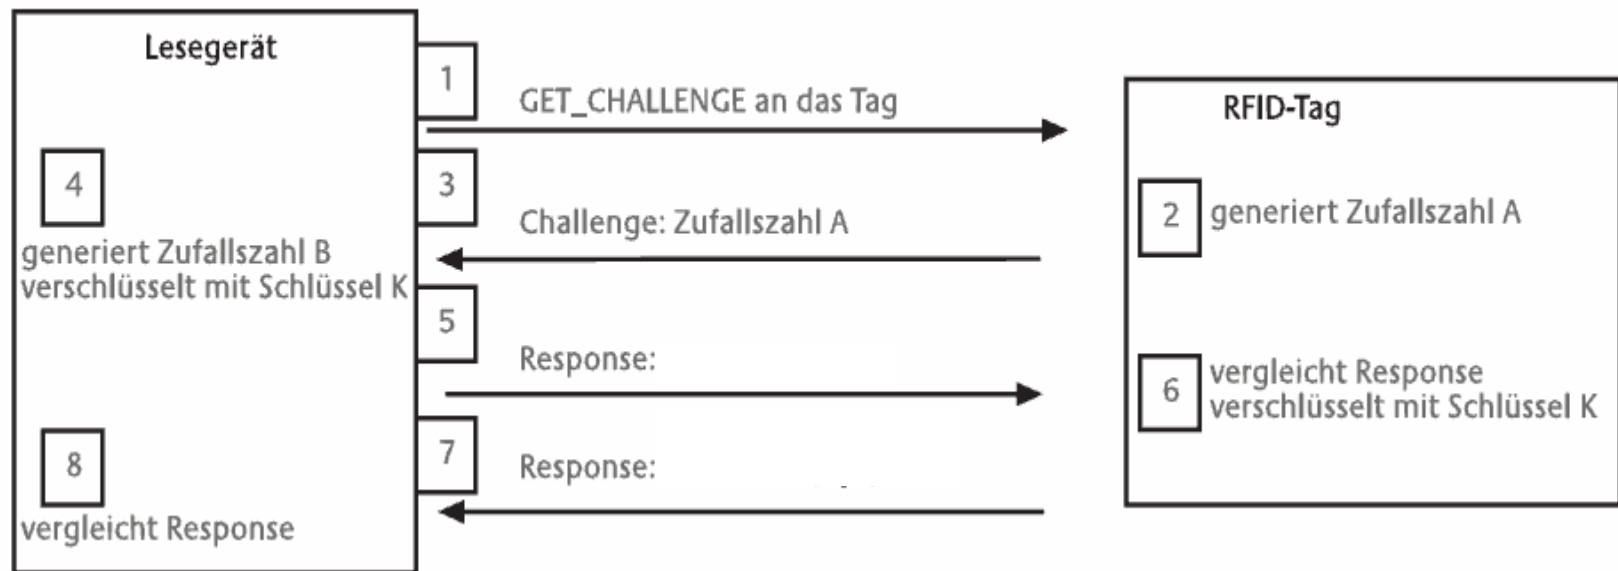 Lesegerät
1
GET_CHALLENGE an das Tag
RFID-Tag
2
generiert Zufallszahl A
3
Challenge: Zufallszahl A
4
generiert Zufallszahl B
verschlüsselt mit Schlüssel K
5
Response:
6
vergleicht Response
verschlüsselt mit Schlüssel K
7
Response:
8
vergleicht Response